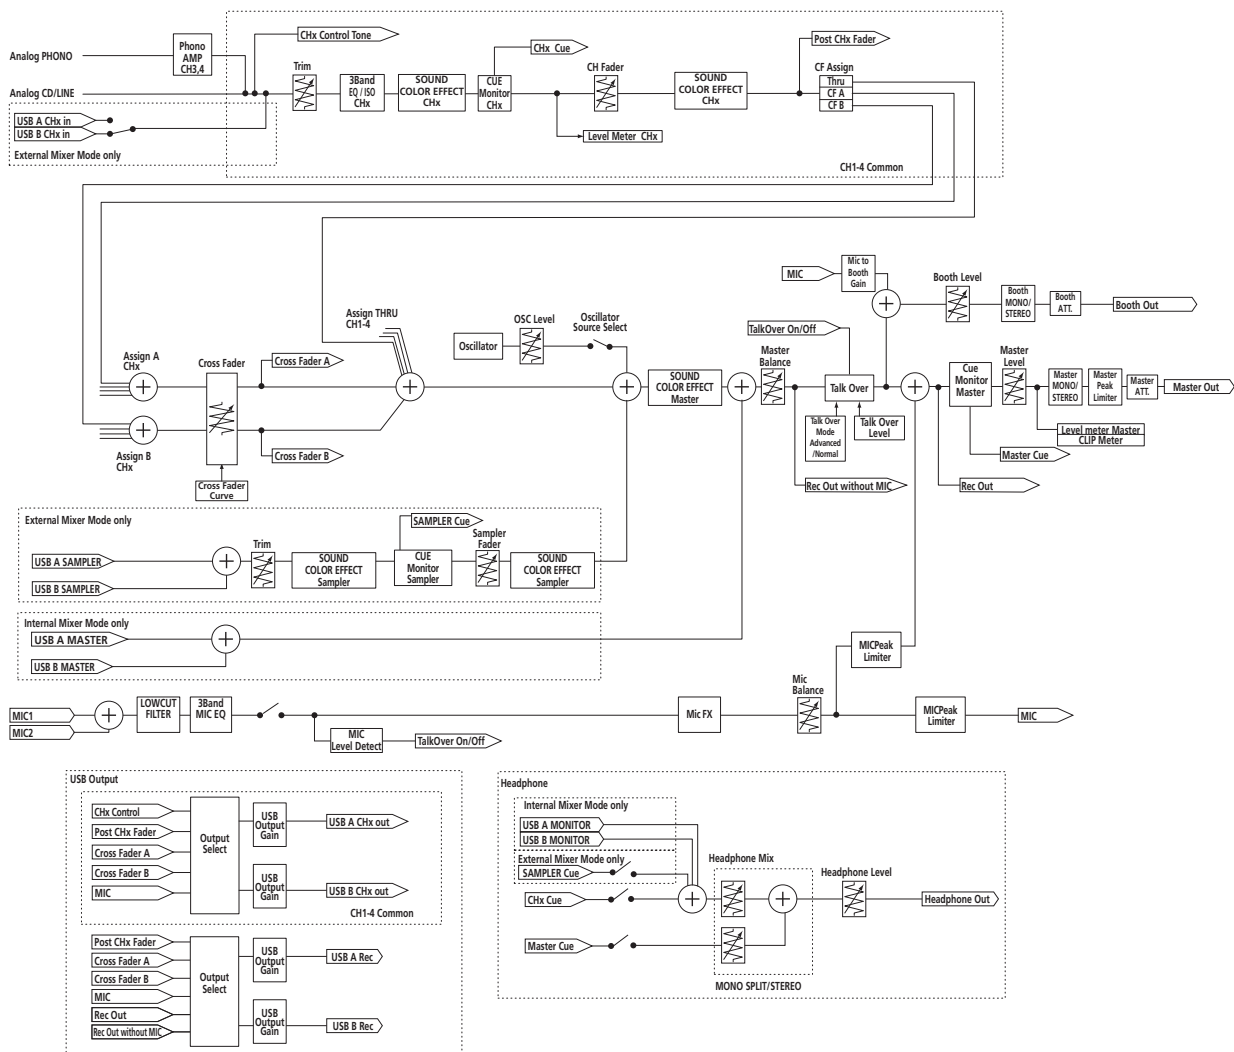 Analog PHONO
Phono
AMP
CH3,4
CHx Control Tone
CHx Cue
Post CHx Fader
Analog CD/LINE
Trim
3Band
EQ / ISO
CHx
SOUND
COLOR EFFECT
CHx
CUE
Monitor
CHx
CH Fader
SOUND
COLOR EFFECT
CHx
CF Assign
Thru
CF A
CF B
USB A CHx in
USB B CHx in
External Mixer Mode only
Level Meter CHx
CH1-4 Common
MIC
Mic to
Booth
Gain
Booth Level
Booth
MONO/
STEREO
Booth
ATT.
Booth Out
Assign THRU
CH1-4
OSC Level
Oscillator
Source Select
Oscillator
TalkOver On/Off
Assign A
CHx
Cross Fader
Cross Fader A
SOUND
COLOR EFFECT
Master
Master
Balance
Talk Over
Cue
Monitor
Master
Master
Level
Master
MONO/
STEREO
Master
Peak
Limiter
Master
ATT.
Master Out
Talk Over
Mode
Advanced
/Normal
Talk Over
Level
Level meter Master
CLIP Meter
Assign B
CHx
Cross Fader B
Master Cue
Cross Fader
Curve
Rec Out without MIC
Rec Out
External Mixer Mode only
SAMPLER Cue
USB A SAMPLER
USB B SAMPLER
Trim
SOUND
COLOR EFFECT
Sampler
CUE
Monitor
Sampler
Sampler
Fader
SOUND
COLOR EFFECT
Sampler
Internal Mixer Mode only
USB A MASTER
USB B MASTER
MICPeak
Limiter
MIC1
MIC2
LOWCUT
FILTER
3Band
MIC EQ
MIC
Level Detect
TalkOver On/Off
Mic FX
Mic
Balance
MICPeak
Limiter
MIC
USB Output
CHx Control
Post CHx Fader
Cross Fader A
Cross Fader B
MIC
Output
Select
USB
Output
Gain
USB A CHx out
USB
Output
Gain
USB B CHx out
CH1-4 Common
Post CHx Fader
Cross Fader A
Cross Fader B
MIC
Rec Out
Rec Out without MIC
Output
Select
USB
Output
Gain
USB A Rec
USB
Output
Gain
USB B Rec
Headphone
Internal Mixer Mode only
USB A MONITOR
USB B MONITOR
External Mixer Mode only
SAMPLER Cue
CHx Cue
Master Cue
Headphone Mix
Headphone Level
Headphone Out
MONO SPLIT/STEREO